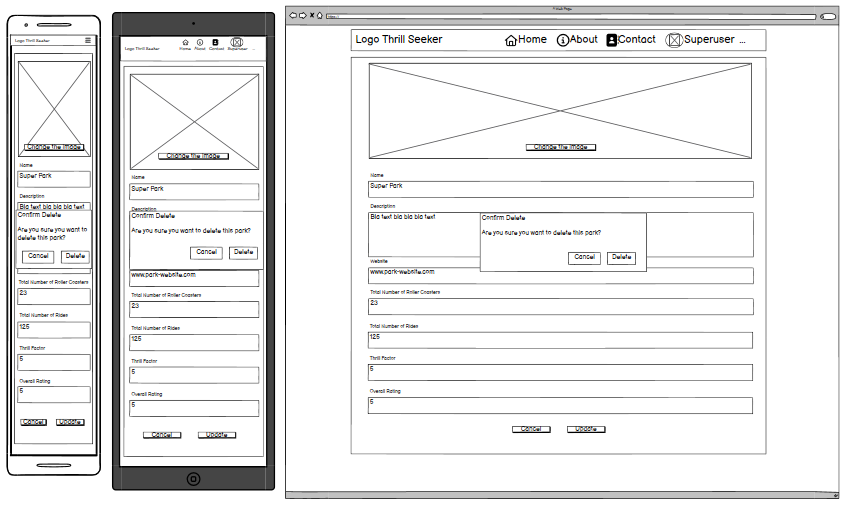 Logo Thrill Seeker
Change the image
Name
Super Park
Description
Bla text bla bla bla text
Confirm Delete
Are you sure you want to
delete this park?
Cancel Delete
Total Number of Roller Coasters
23
Total Number of Rides
125
Thrill Factor
5
Overall Rating
5
Cancel Update
Logo Thrill Seeker Home About Contact Superuser ...
Change the image
Name
Super Park
Description
Confirm Delete
Are you sure you want to delete this park?
Cancel Delete
www.park-website.com
Total Number of Roller Coasters
23
Total Number of Rides
125
Thrill Factor
5
Overall Rating
5
Cancel Update
A Web Page
https://
Logo Thrill Seeker Home About Contact Superuser ...
Change the image
Name
Super Park
Description
Bla text bla bla bla text
Confirm Delete
Are you sure you want to delete this park?
Cancel Delete
Website
www.park-website.com
Total Number of Roller Coasters
23
Total Number of Rides
125
Thrill Factor
5
Overall Rating
5
Cancel Update